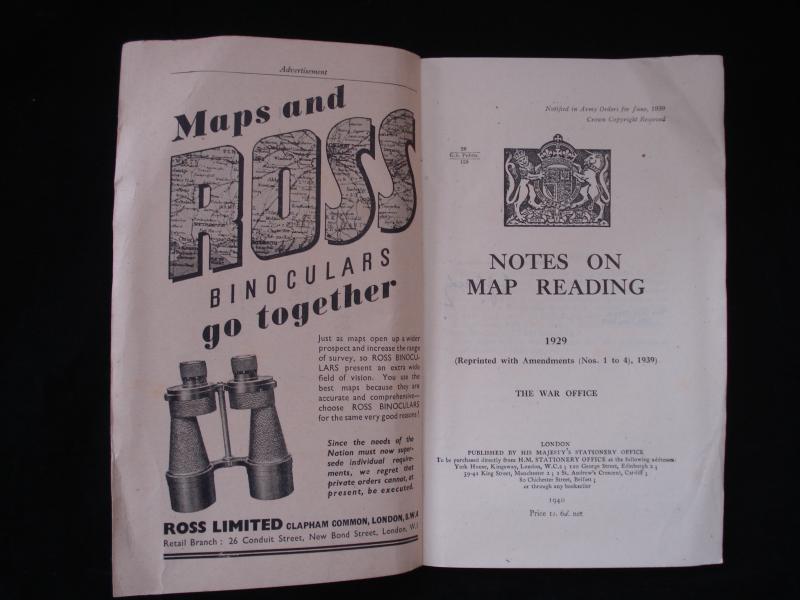 Advertisement
Maps and
ROSS
BINOCULARS
go together
Just as maps open up a wider
prospect and increase the range
of survey, so ROSS BINOCU-
LARS present an extra wide
field of vision. You use the
best maps because they are
accurate and comprehensive—
choose ROSS BINOCULARS
for the same very good reasons!
Since the needs of the
Nation must now super-
sede individual require-
ments, we regret that
private orders cannot, at
present, be executed.
ROSS LIMITED CLAPHAM COMMON, LONDON, S.W.4
Retail Branch : 26 Conduit Street, New Bond Street, London, W.1
Notified in Army Orders for June, 1939
Crown Copyright Reserved
NOTES ON
MAP READING
1929
(Reprinted with Amendments (Nos. 1 to 4), 1939)
THE WAR OFFICE
LONDON
PUBLISHED BY HIS MAJESTY'S STATIONERY OFFICE
To be purchased directly from H.M. STATIONERY OFFICE at the following addresses:
York House, Kingsway, London, W.C.2 ; 120 George Street, Edinburgh 2 ;
39-41 King Street, Manchester 2 ; 1 St. Andrew's Crescent, Cardiff ;
80 Chichester Street, Belfast ;
or through any bookseller
1940
Price 1s. 6d. net